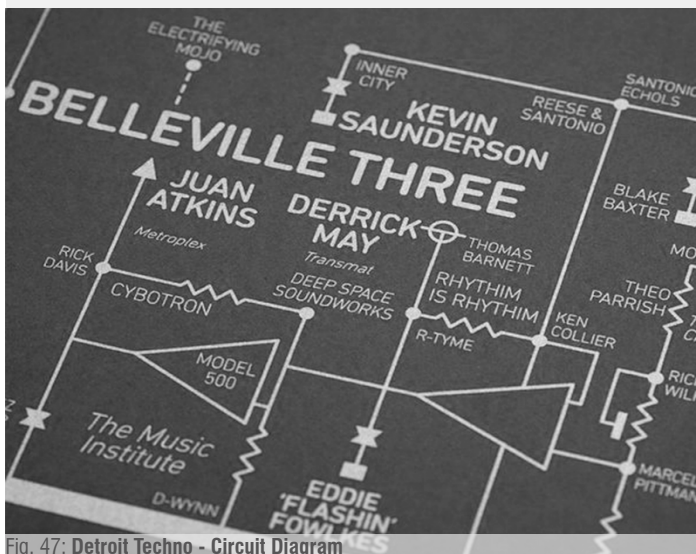 THE
ELECTRIFYING
MOJO
INNER
CITY
SANTONIO
ECHOLS
REESE &
SANTONIO
KEVIN
SAUNDERSON
BELLEVILLE THREE
BLAKE
BAXTER
JUAN
ATKINS
DERRICK
MAY
Metroplex
Transmat
THOMAS
BARNETT
RICK
DAVIS
DEEP SPACE
SOUNDWORKS
RHYTHIM
IS RHYTHIM
THEO
PARRISH
CYBOTRON
R-TYME
KEN
COLLIER
MODEL
500
The Music
Institute
MARCEL
PITTMAN
D-WYNN
EDDIE
'FLASHIN'
FOWLKES
Fig. 47: Detroit Techno - Circuit Diagram